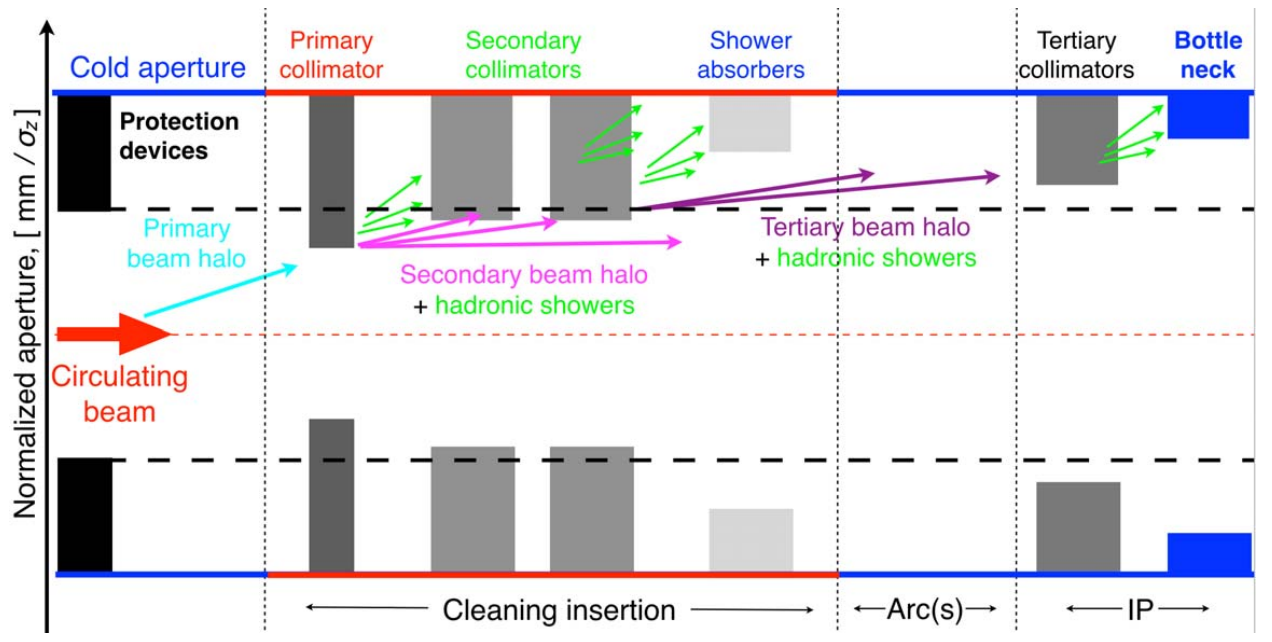 Normalized aperture, [ mm / σz]
Cold aperture
Primary
collimator
Secondary
collimators
Shower
absorbers
Tertiary
collimators
Bottle
neck
Protection
devices
Primary
beam halo
Secondary beam halo
+ hadronic showers
Tertiary beam halo
+ hadronic showers
Circulating
beam
Cleaning insertion
Arc(s)
IP